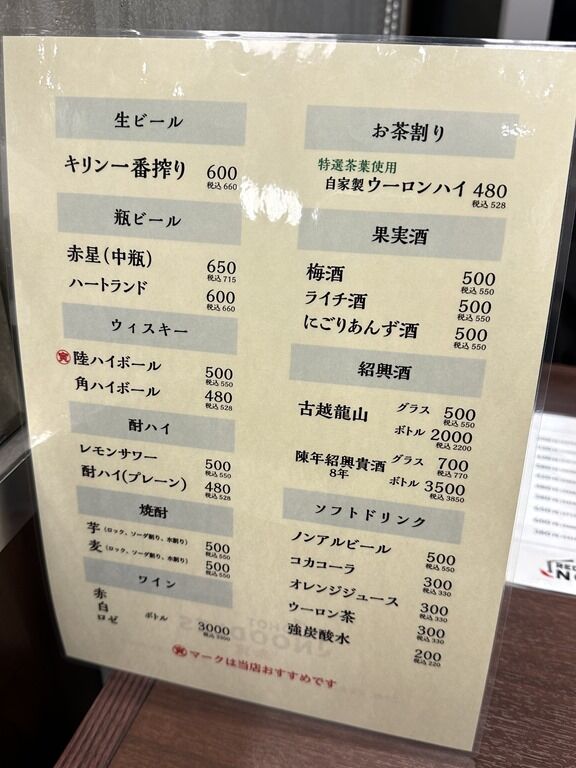 生ビール
キリン一番搾り 600
税込 660
瓶ビール
赤星(中瓶) 650
税込 715
ハートランド 600
税込 660
ウィスキー
陸ハイボール 500
税込 550
角ハイボール 480
税込 528
酎ハイ
レモンサワー 500
税込 550
酎ハイ(プレーン) 480
税込 528
焼酎
芋(ロック、ソーダ割り、水割り) 500
税込 550
麦(ロック、ソーダ割り、水割り) 500
税込 550
ワイン
赤
白
ロゼ ボトル 3000
税込 3300
お茶割り
特選茶葉使用
自家製ウーロンハイ 480
税込 528
果実酒
梅酒 500
税込 550
ライチ酒 500
税込 550
にごりあんず酒 500
税込 550
紹興酒
古越龍山 グラス 500
税込 550
ボトル 2000
税込 2200
陳年紹興貴酒 グラス 700
8年 税込 770
ボトル 3500
税込 3850
ソフトドリンク
ノンアルビール 500
税込 550
コカコーラ 300
税込 330
オレンジジュース 300
税込 330
ウーロン茶 300
税込 330
強炭酸水 200
税込 220
マークは当店おすすめです